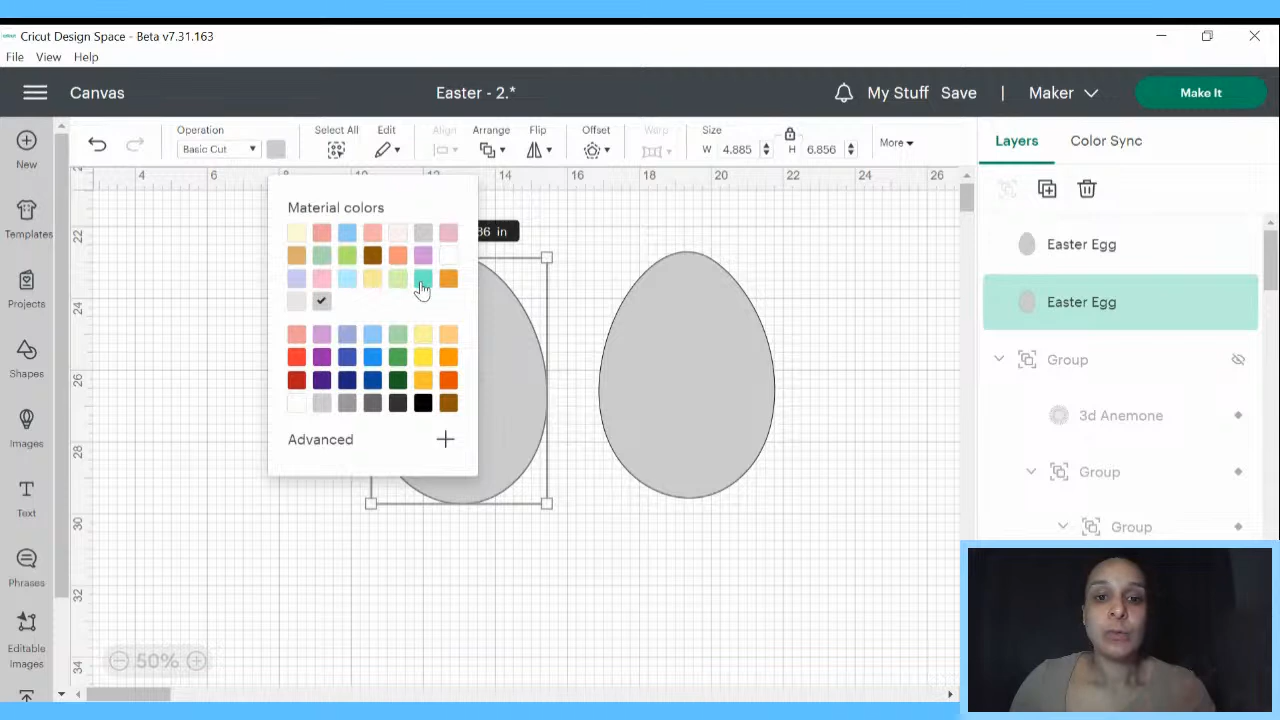 Cricut Design Space - Beta v7.31.163
File View Help
Canvas
Easter - 2.*
My Stuff Save | Maker
Make It
New
Templates
Projects
Shapes
Images
Text
Phrases
Editable
Images
Operation
Basic Cut
Select All
Edit
Align
Arrange
Flip
Offset
Warp
Size
W 4.885
H 6.856
More
4 6 8 10 12 14 16 18 20 22 24 26
22
24
26
28
30
32
34
Material colors
86 in
Advanced
50%
Layers Color Sync
Easter Egg
Easter Egg
Group
3d Anemone
Group
Group